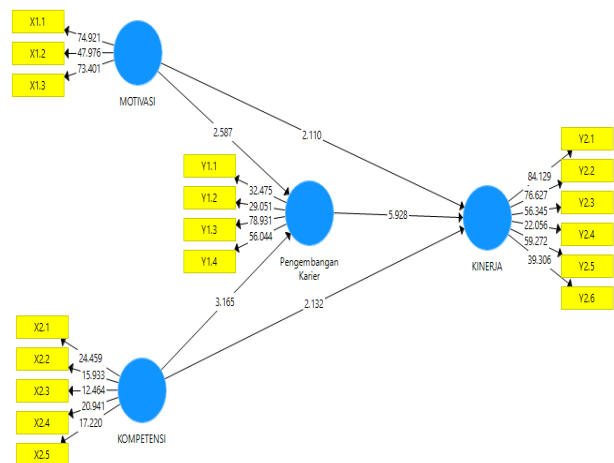 X1.1
74.921
X1.2
47.976
X1.3
73.401
MOTIVASI
2.587
2.110
Y1.1
32.475
Y1.2
29.051
Y1.3
78.931
Y1.4
56.044
Pengembangan
Karier
5.928
Y2.1
84.129
Y2.2
76.627
Y2.3
56.345
Y2.4
22.056
Y2.5
59.272
Y2.6
39.306
KINERJA
3.165
2.132
X2.1
24.459
X2.2
15.933
X2.3
12.464
X2.4
20.941
X2.5
17.220
KOMPETENSI